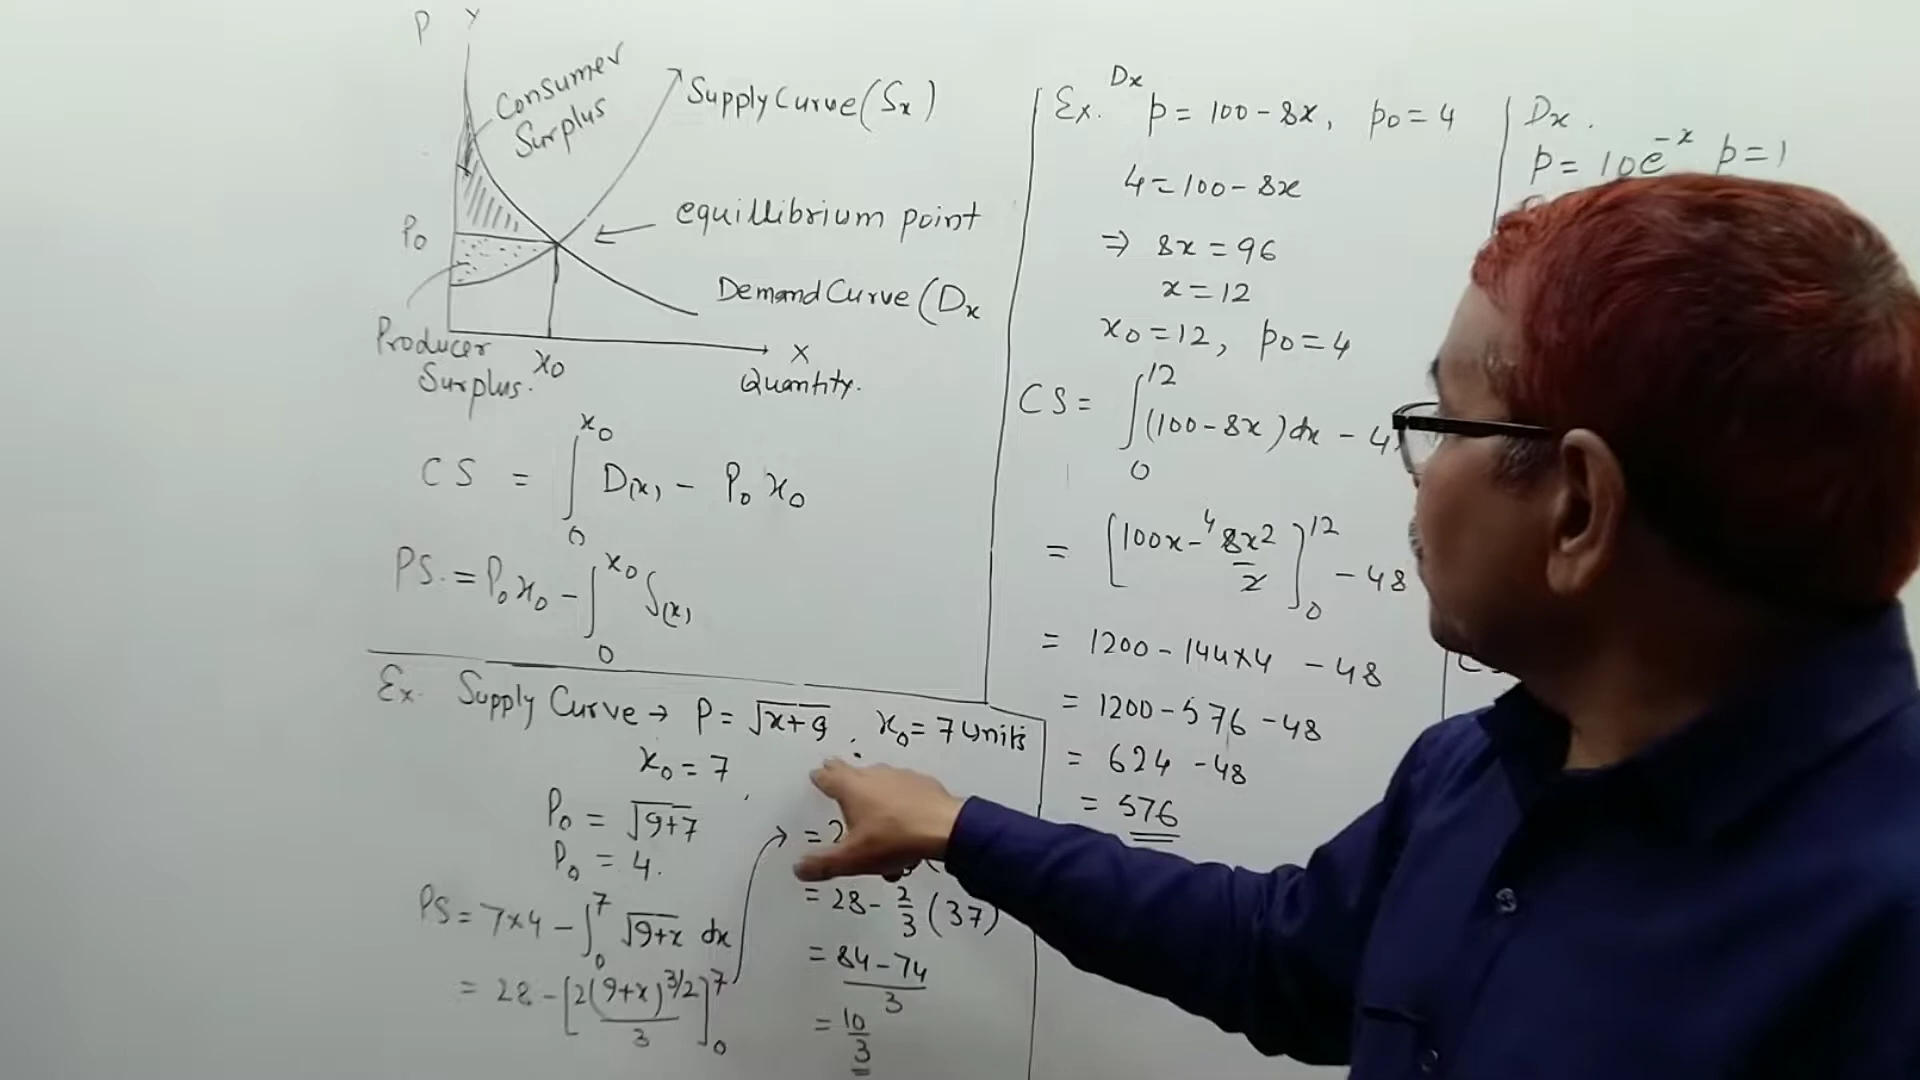 P Y
Consumer
Surplus
Supply Curve (Sx)
equillibrium point
P0
Demand Curve (Dx
Producer
Surplus.
x0
X
Quantity.
CS = ∫₀^x0 D(x) - P0 x0
PS. = P0 x0 - ∫₀^x0 S(x)
Ex. Supply Curve → P = √(x+9) , x0 = 7 Units
x0 = 7
P0 = √(9+7)
P0 = 4.
PS = 7×4 - ∫₀^7 √(9+x) dx
= 28 - [2(9+x)^3/2 / 3]₀^7
= 2
= 28 - 2/3 (37)
= 84-74 / 3
= 10/3
Dx
Ex. p = 100-8x, p0 = 4
4 = 100-8x
⇒ 8x = 96
x = 12
x0 = 12, p0 = 4
CS = ∫₀^12 (100-8x) dx - 4
= [100x - 4 8x2 / 2]₀^12 - 48
= 1200 - 144×4 - 48
= 1200 - 576 - 48
= 624 - 48
= 576
Dx.
p = 10e^-x p = 1